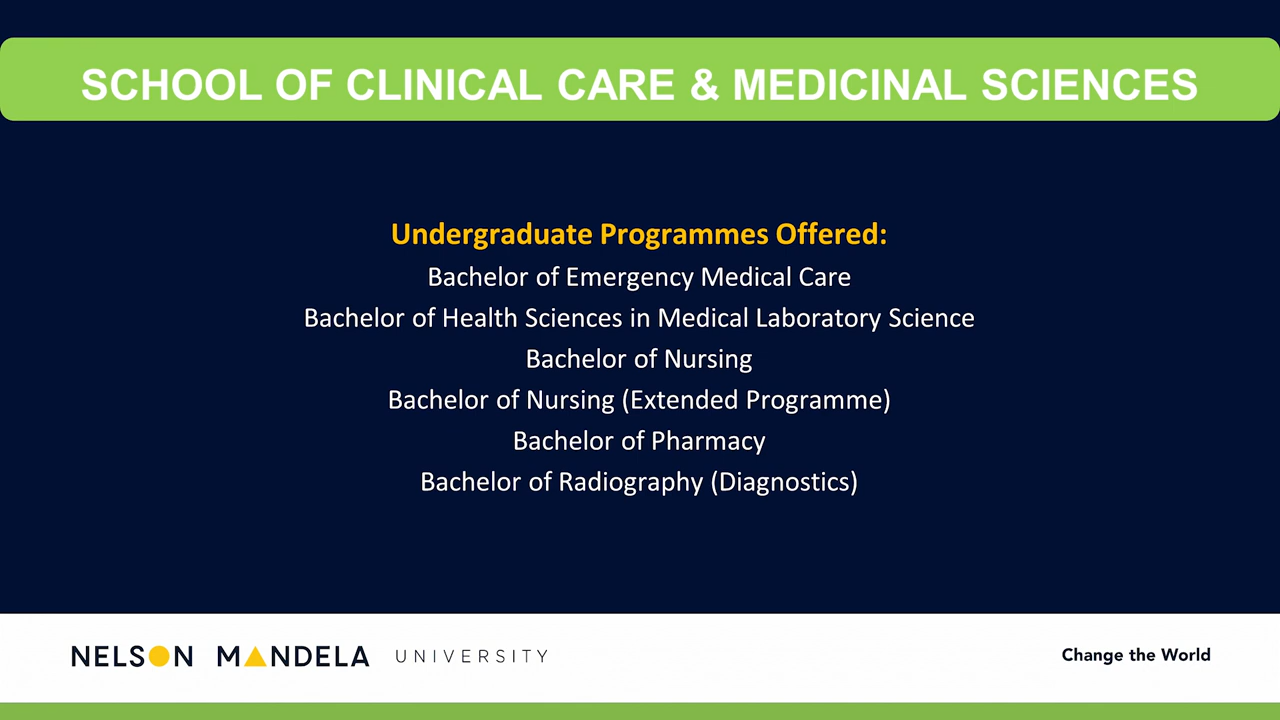 SCHOOL OF CLINICAL CARE & MEDICINAL SCIENCES
Undergraduate Programmes Offered:
Bachelor of Emergency Medical Care
Bachelor of Health Sciences in Medical Laboratory Science
Bachelor of Nursing
Bachelor of Nursing (Extended Programme)
Bachelor of Pharmacy
Bachelor of Radiography (Diagnostics)
NELSON MANDELA UNIVERSITY
Change the World